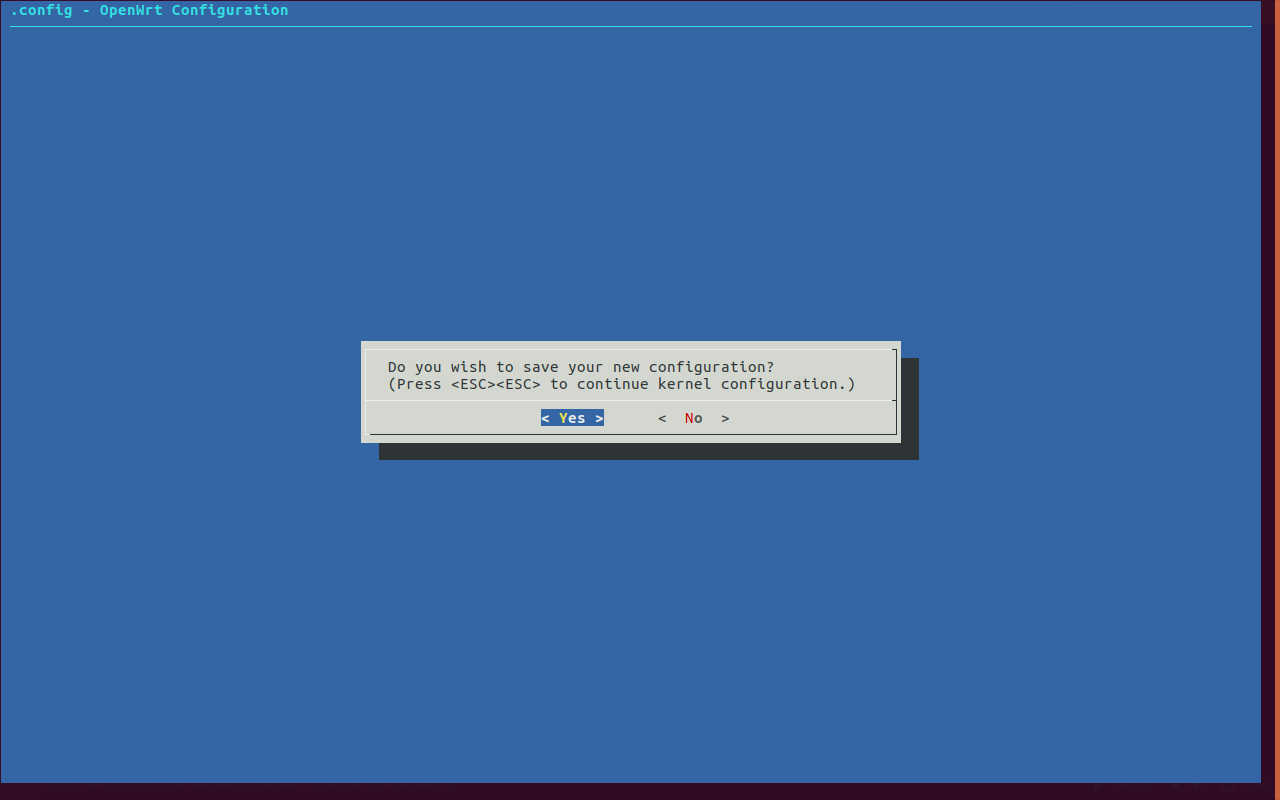 .config - OpenWrt Configuration
Do you wish to save your new configuration?
(Press <ESC><ESC> to continue kernel configuration.)
< Yes > < No >